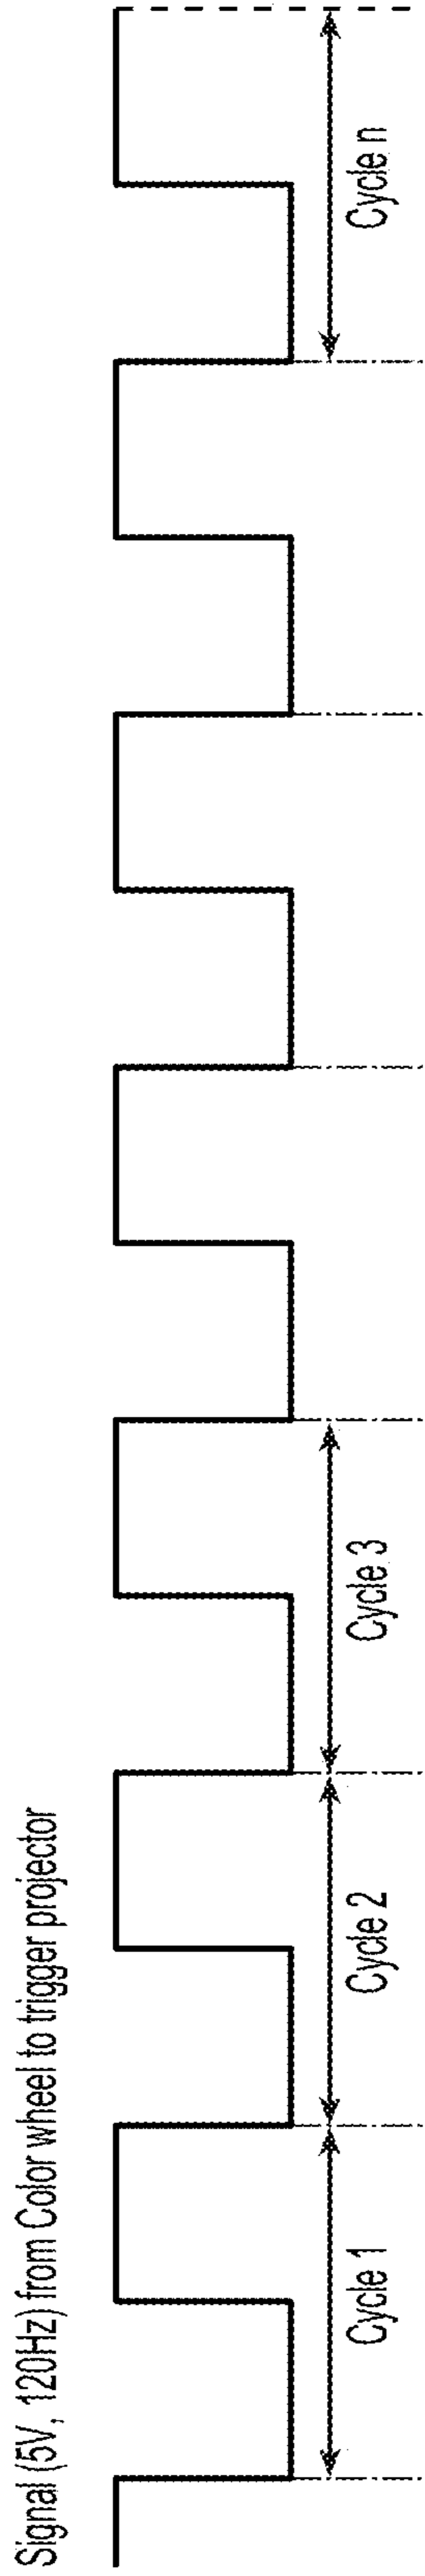 Signal (5V, 120Hz) from Color wheel to trigger projector
Cycle 1
Cycle 2
Cycle 3
Cycle n